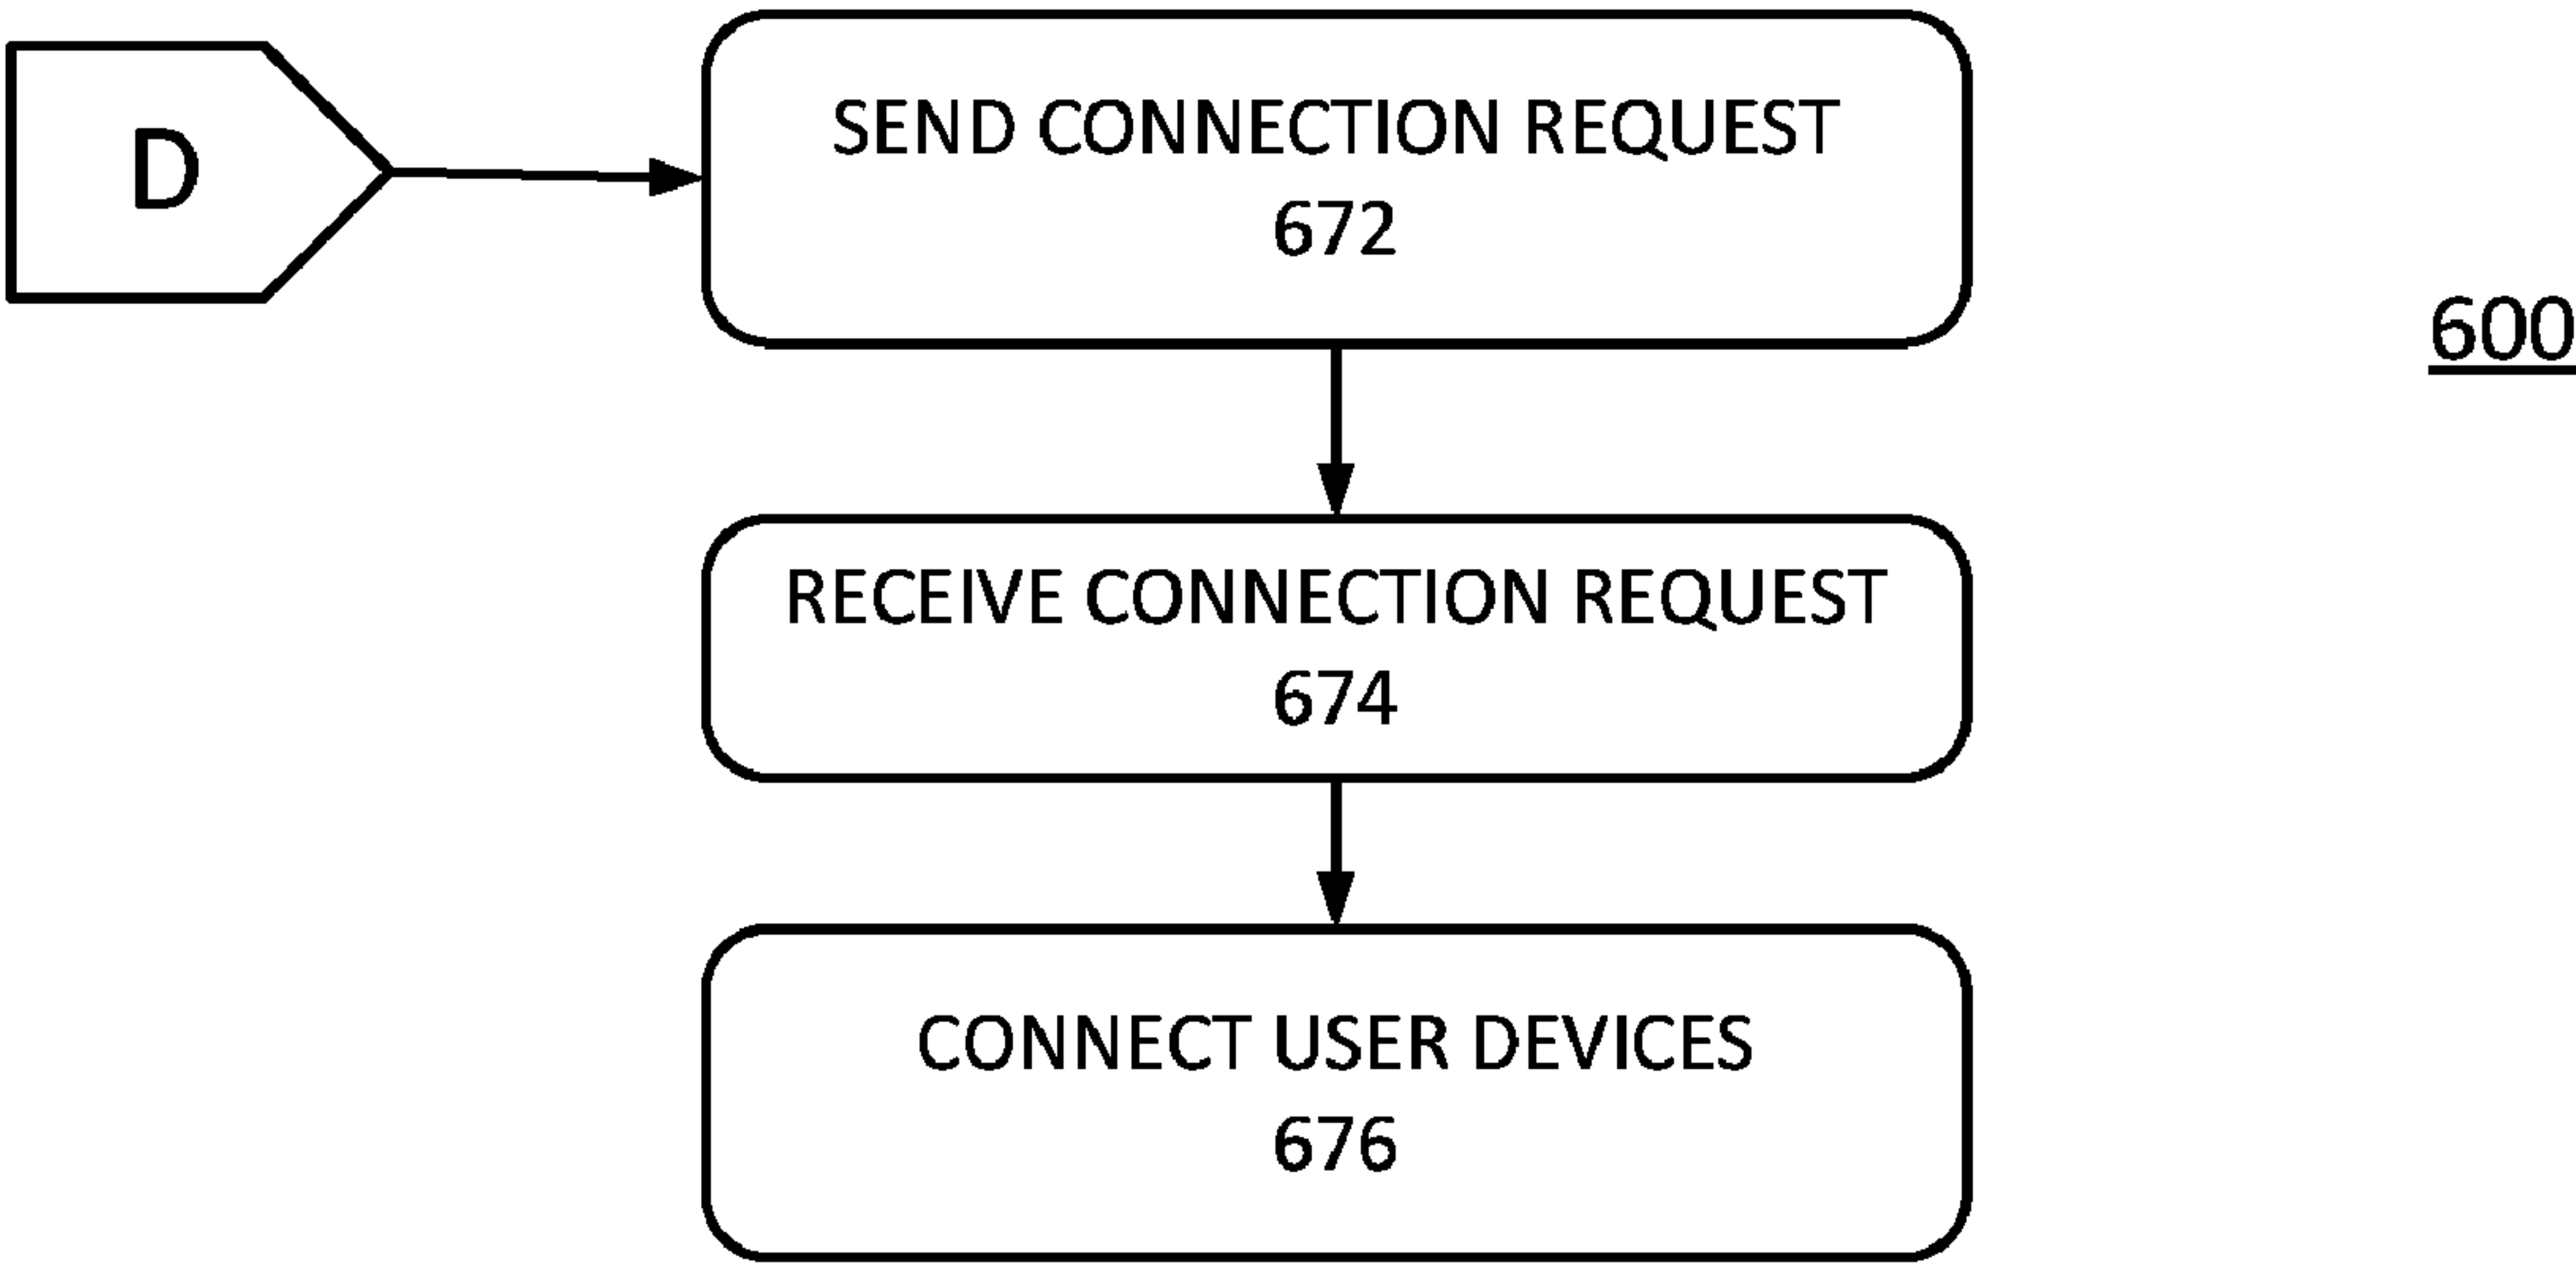 D
SEND CONNECTION REQUEST
672
600
RECEIVE CONNECTION REQUEST
674
CONNECT USER DEVICES
676